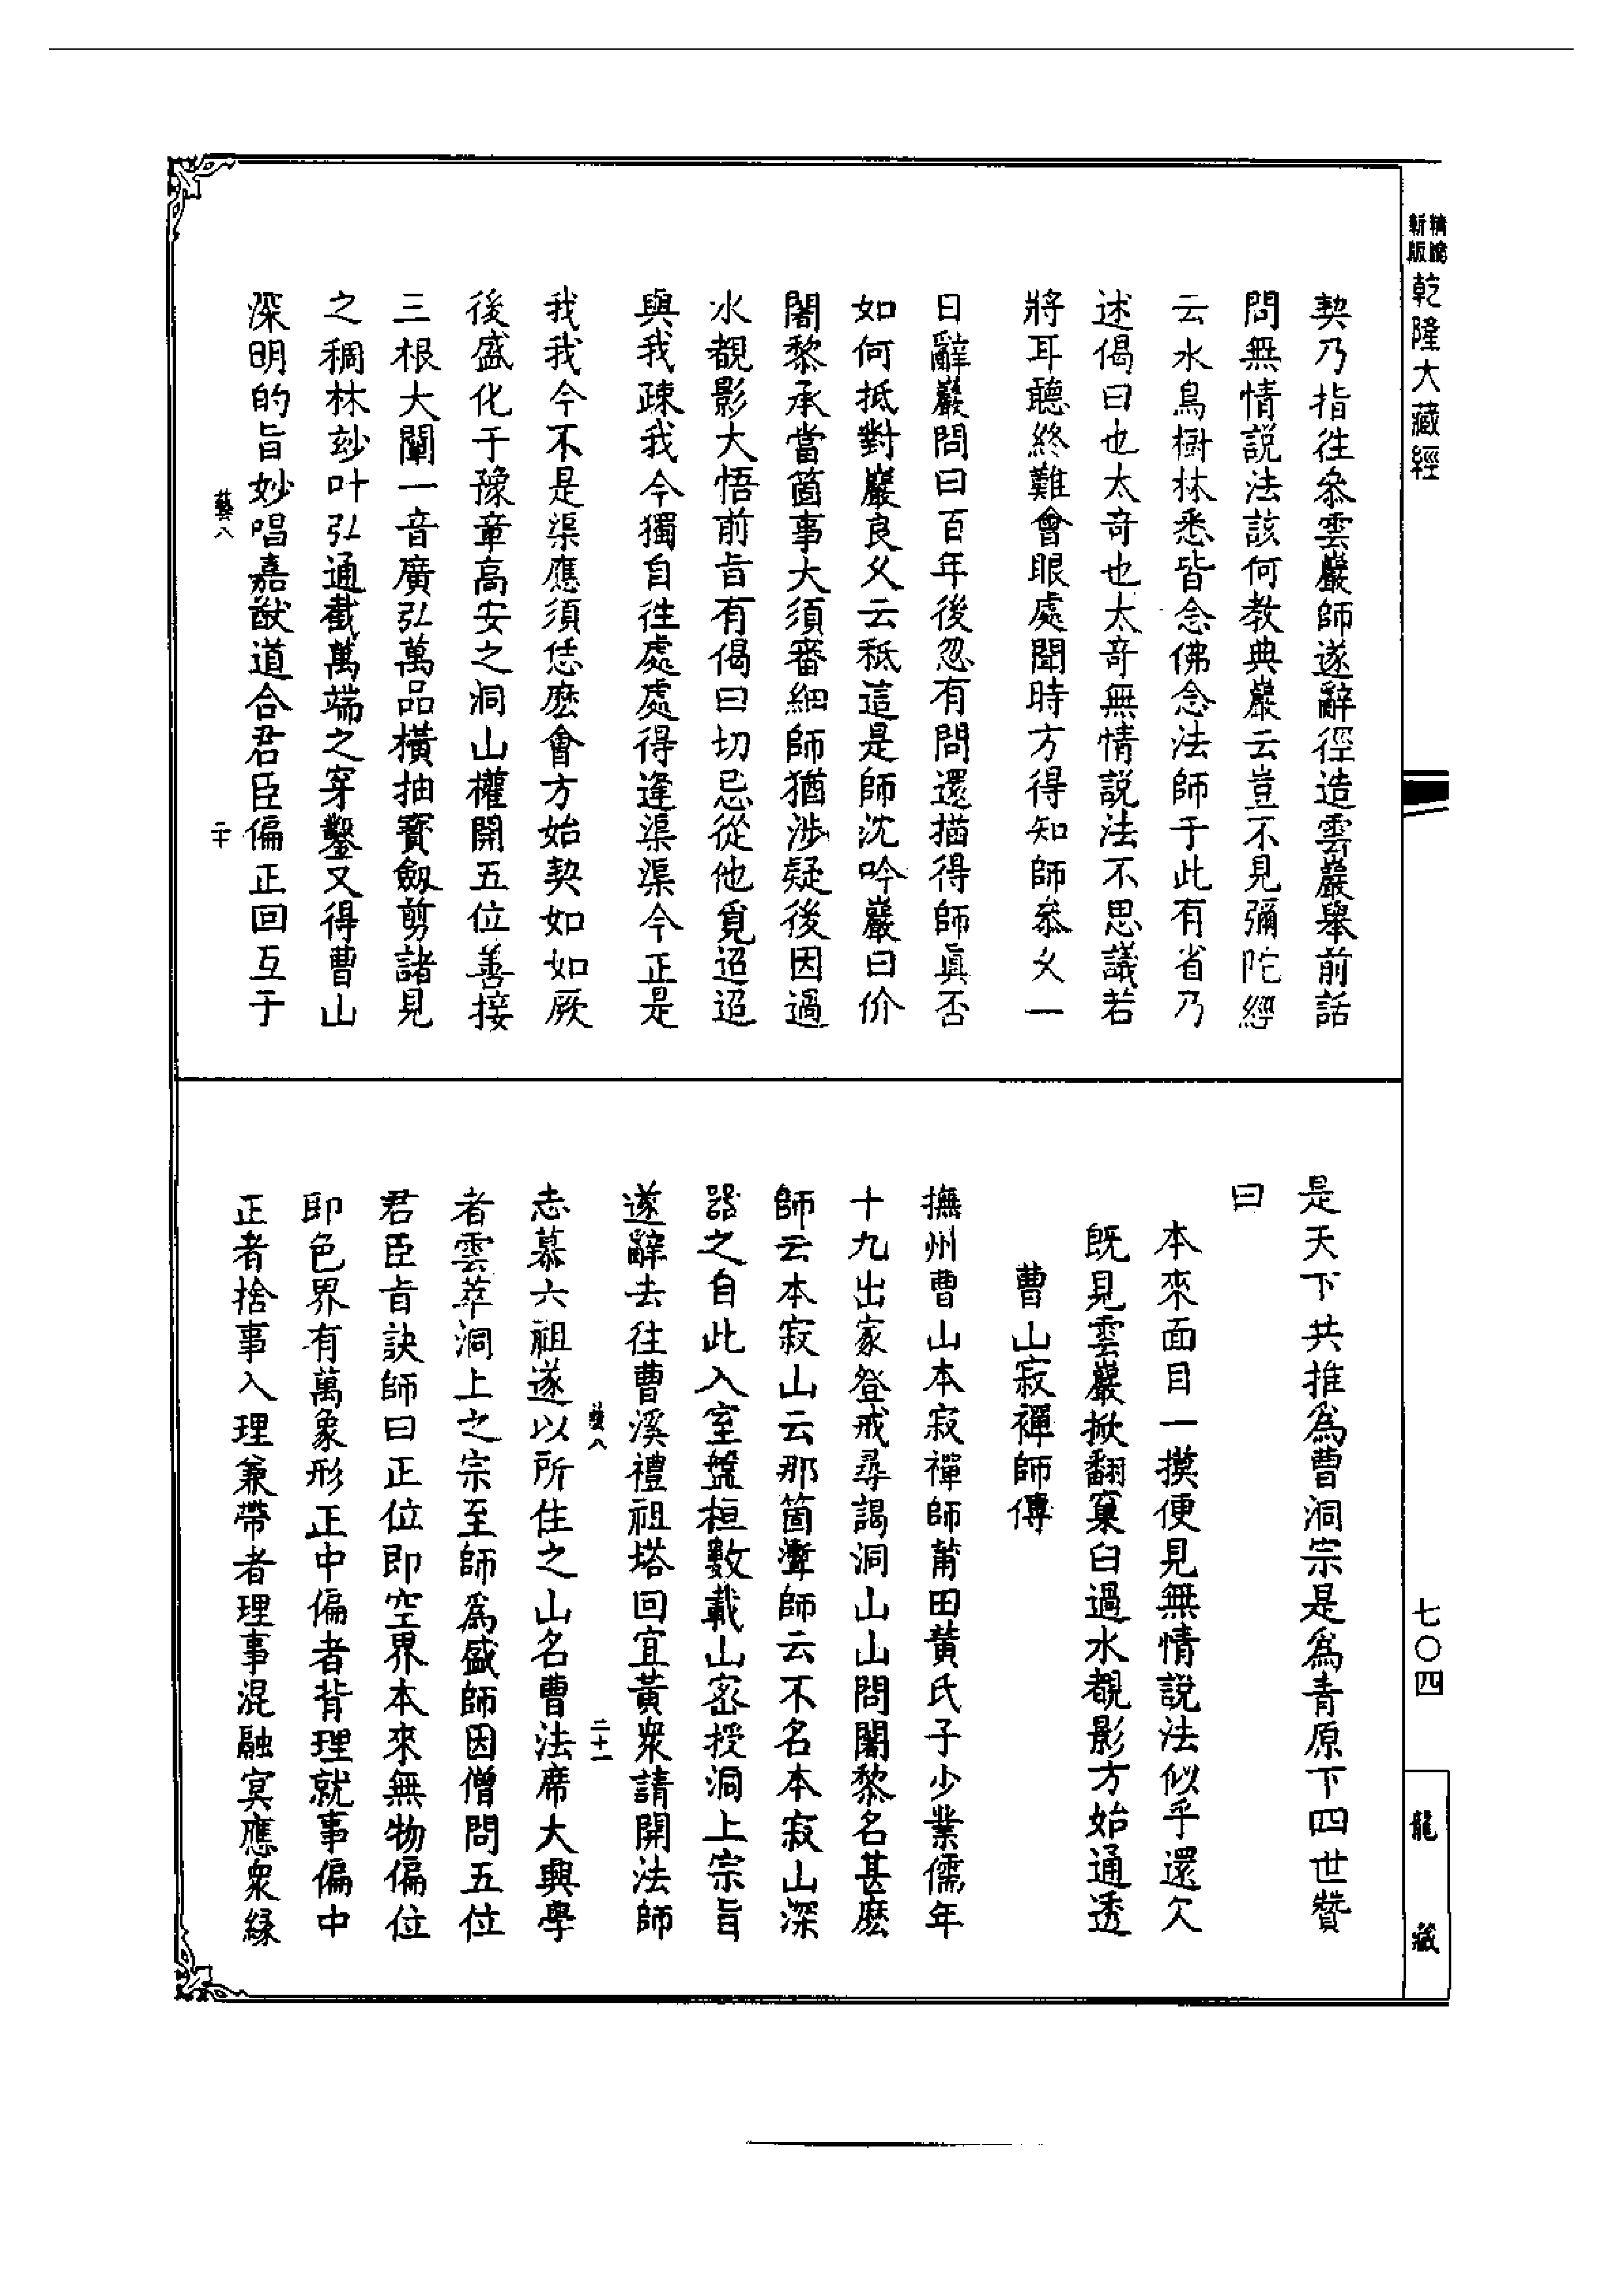 精縮
新版
乾隆大藏經
契乃指往叅雲巖師遂辭徑造雲巖舉前話
問無情說法該何教典巖云豈不見彌陀經
云水鳥樹林悉皆念佛念法師于此有省乃
述偈曰也太奇也太奇無情說法不思議若
將耳聽終難會眼處聞時方得知師叅久一
日辭巖問曰百年後忽有問還猶得師眞否
如何抵對巖良久云秪這是師沈吟巖曰价
闍黎承當箇事大須審細師猶涉疑後因過
水覩影大悟前旨有偈曰切忌從他覓迢迢
與我疎我今獨自往處處得逢渠渠今正是
我我今不是渠應須恁麽會方始契如如厥
後盛化于豫章高安之洞山權開五位善接
三根大闡一音廣弘萬品橫抽寳劔剪諸見
之稠林玅叶弘通截萬端之穿鑿又得曹山
深明的旨妙唱嘉猷道合君臣偏正回互于
藝八
二十
是天下共推爲曹洞宗是爲青原下四世贊
曰
本來面目一摸便見無情說法似乎還欠
旣見雲巖掀翻窠臼過水覩影方始通透
曹山寂禪師傳
撫州曹山本寂禪師莆田黃氏子少業儒年
十九出家登戒尋謁洞山山問闍黎名甚麽
師云本寂山云那箇聻師云不名本寂山深
器之自此入室盤桓數載山宻授洞上宗旨
遂辭去往曹溪禮祖塔回宜黃衆請開法師
藝八
二十一
志慕六祖遂以所住之山名曹法席大興學
者雲萃洞上之宗至師爲盛師因僧問五位
君臣旨訣師曰正位即空界本來無物偏位
即色界有萬象形正中偏者背理就事偏中
正者捨事入理兼帶者理事混融冥應衆緣
七〇四
龍藏